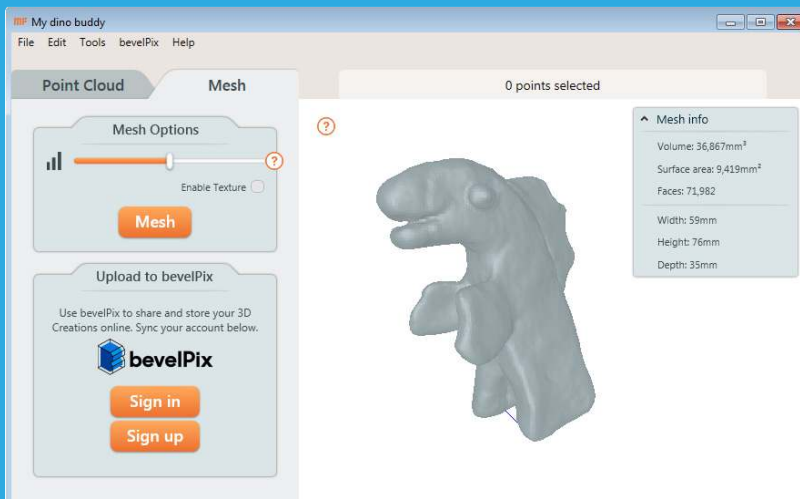 MF My dino buddy
File Edit Tools bevelPix Help
Point Cloud Mesh
0 points selected
Mesh Options
?
Enable Texture
Mesh
Upload to bevelPix
Use bevelPix to share and store your 3D
Creations online. Sync your account below.
bevelPix
Sign in
Sign up
?
Mesh info
Volume: 36,867mm³
Surface area: 9,419mm²
Faces: 71,982
Width: 59mm
Height: 76mm
Depth: 35mm